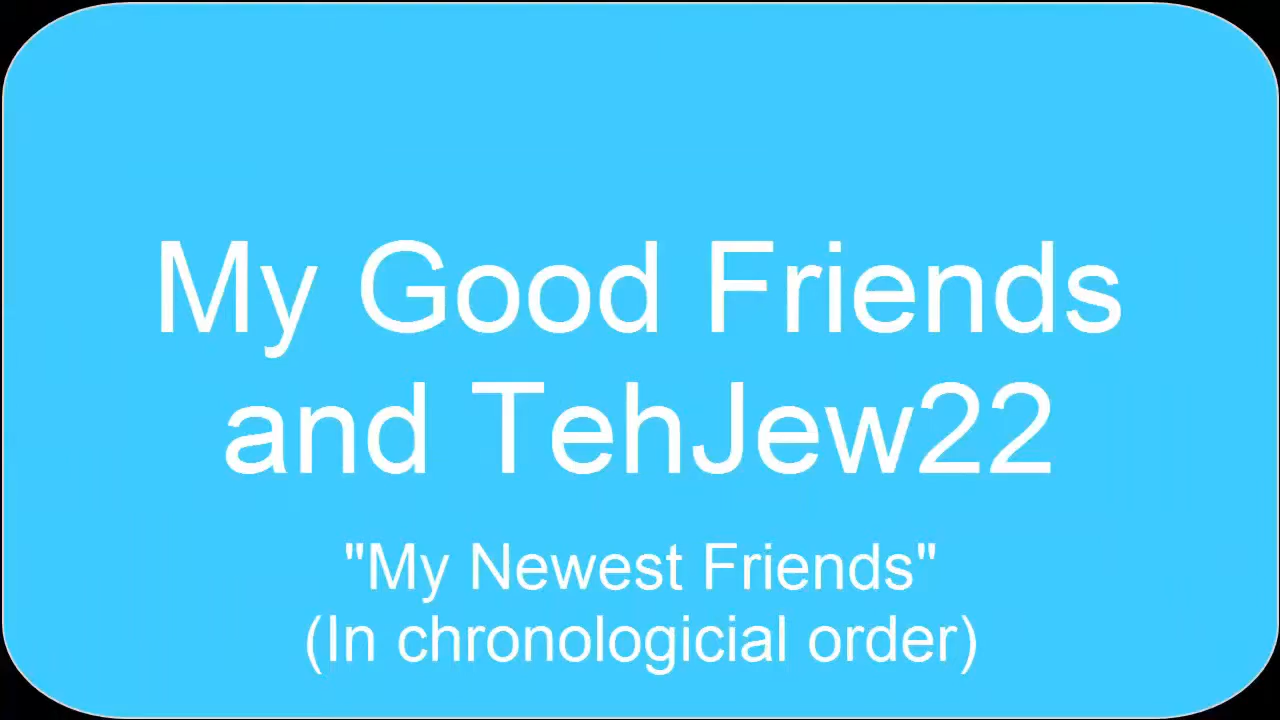 My Good Friends
and TehJew22
"My Newest Friends"
(In chronologicial order)